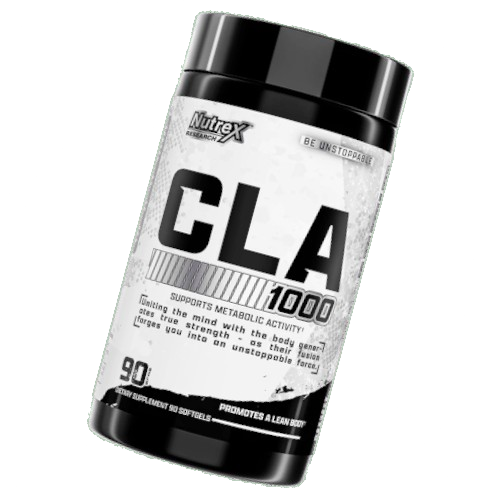 Nutrex
RESEARCH
BE UNSTOPPABLE
CLA
1000
SUPPORTS METABOLIC ACTIVITY†
Uniting the mind with the body gener-
ates true strength - as their fusion
forges you into an unstoppable force.
90
DIETARY SUPPLEMENT 90 SOFTGELS
PROMOTES A LEAN BODY†